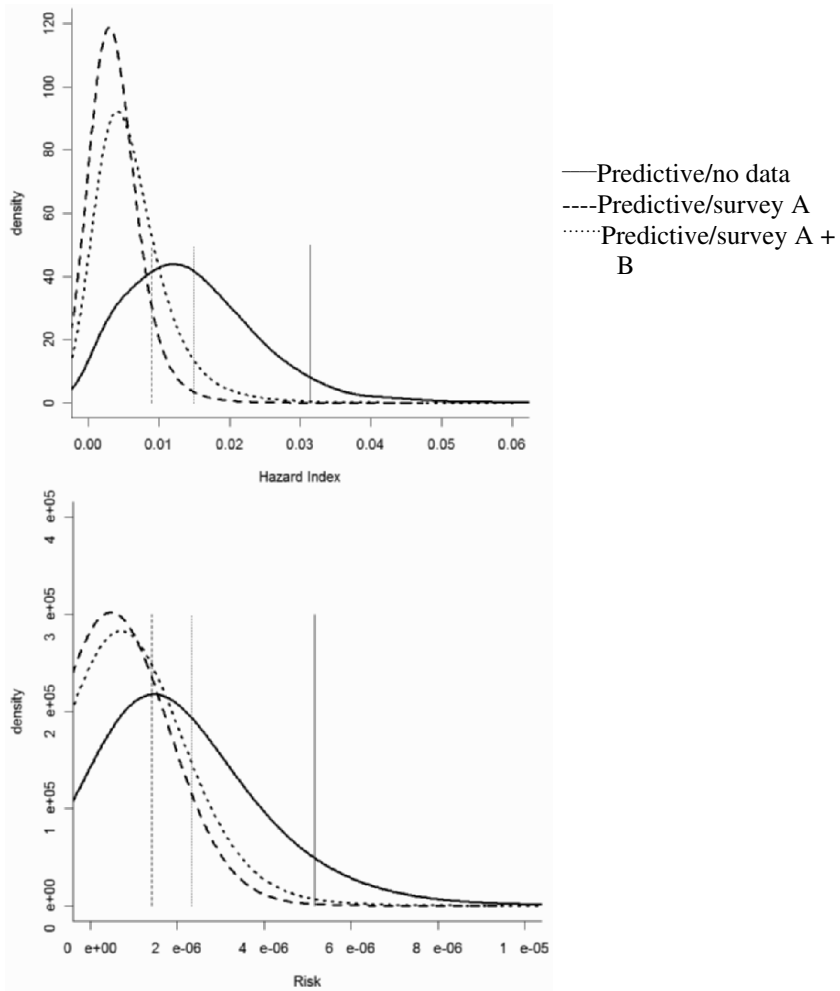 120
100
80
60
40
20
0
density
0.00 0.01 0.02 0.03 0.04 0.05 0.06
Hazard Index
——Predictive/no data
----Predictive/survey A
.......Predictive/survey A +
B
4 e+05
3 e+05
2 e+05
1 e+05
0 e+00
density
0 e+00 2 e-06 4 e-06 6 e-06 8 e-06 1 e-05
Risk